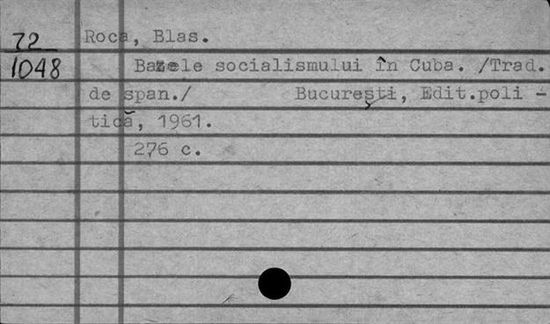 72
1048
Roca, Blas.
Bazele socialismului în Cuba. /Trad.
de span./ București, Edit.poli-
tică, 1961.
276 c.